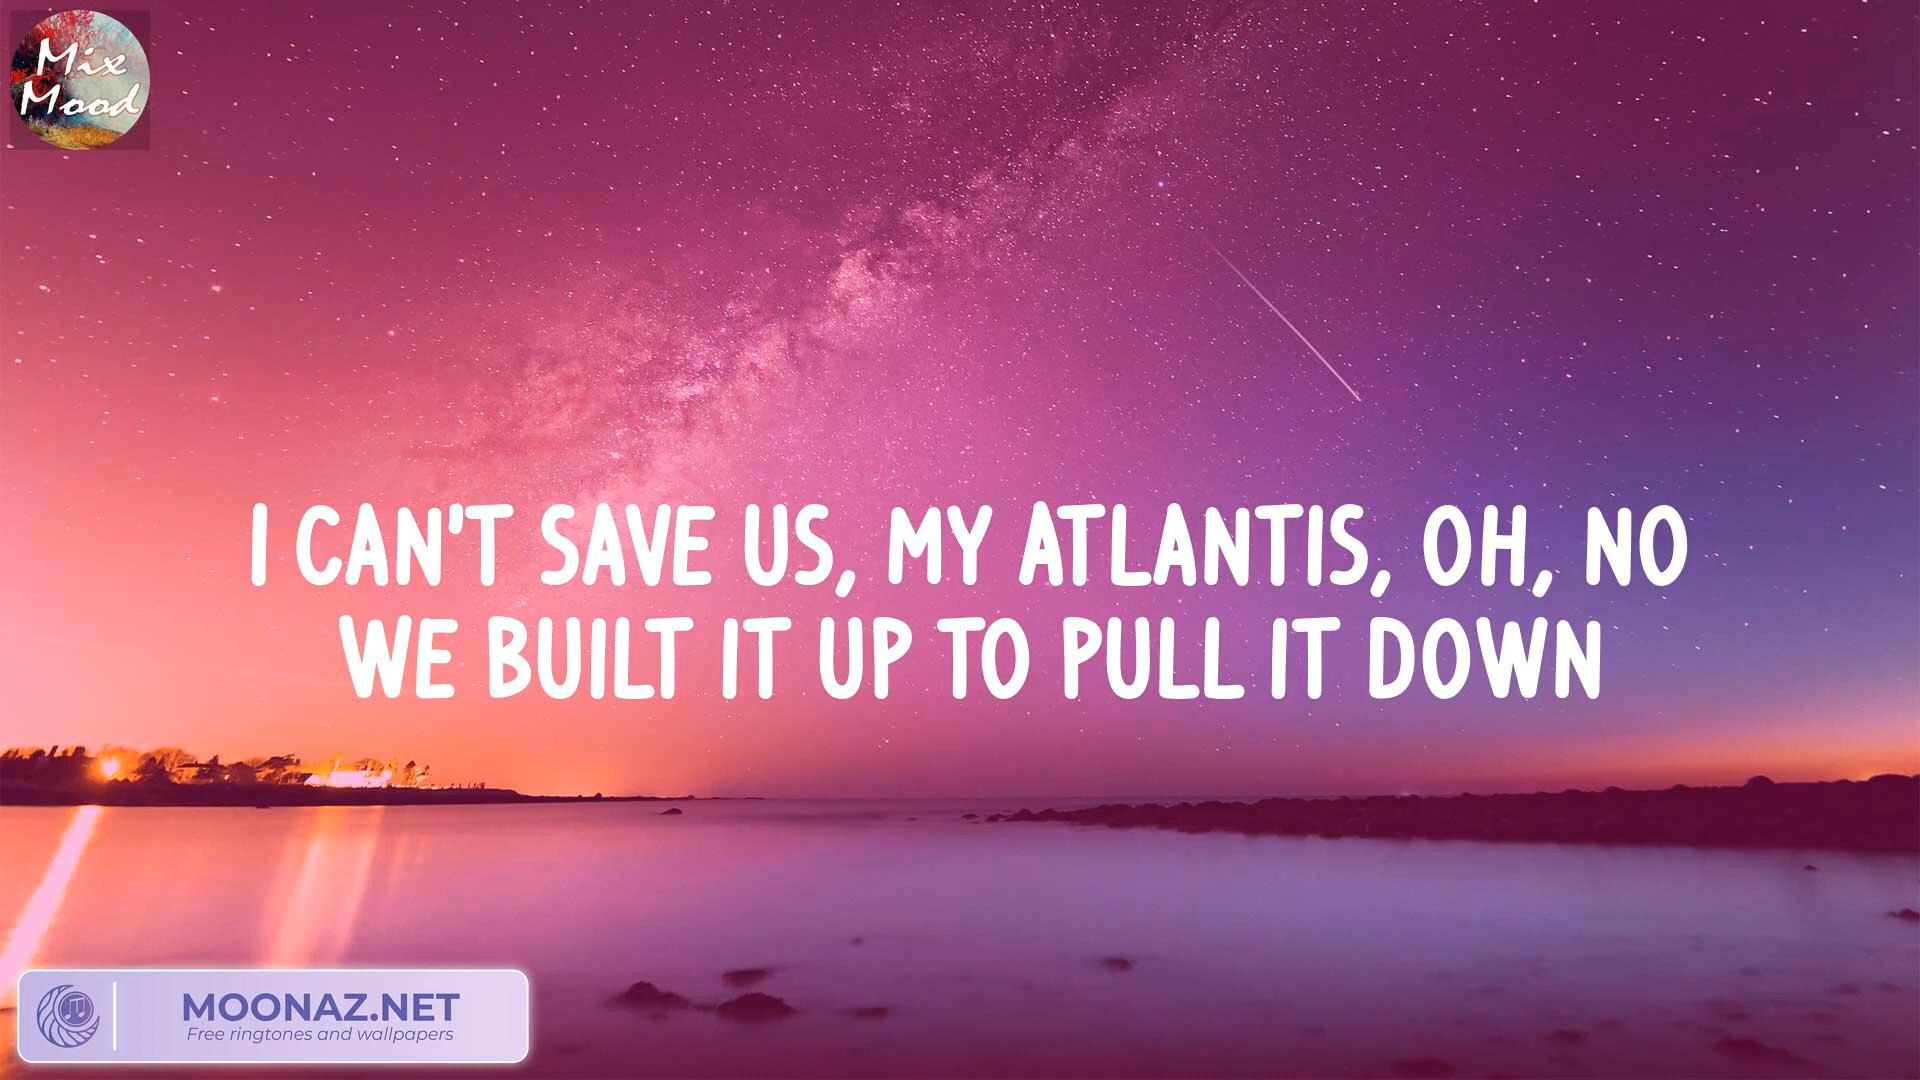 Mix
Mood
I CAN'T SAVE US, MY ATLANTIS, OH, NO
WE BUILT IT UP TO PULL IT DOWN
MOONAZ.NET
Free ringtones and wallpapers